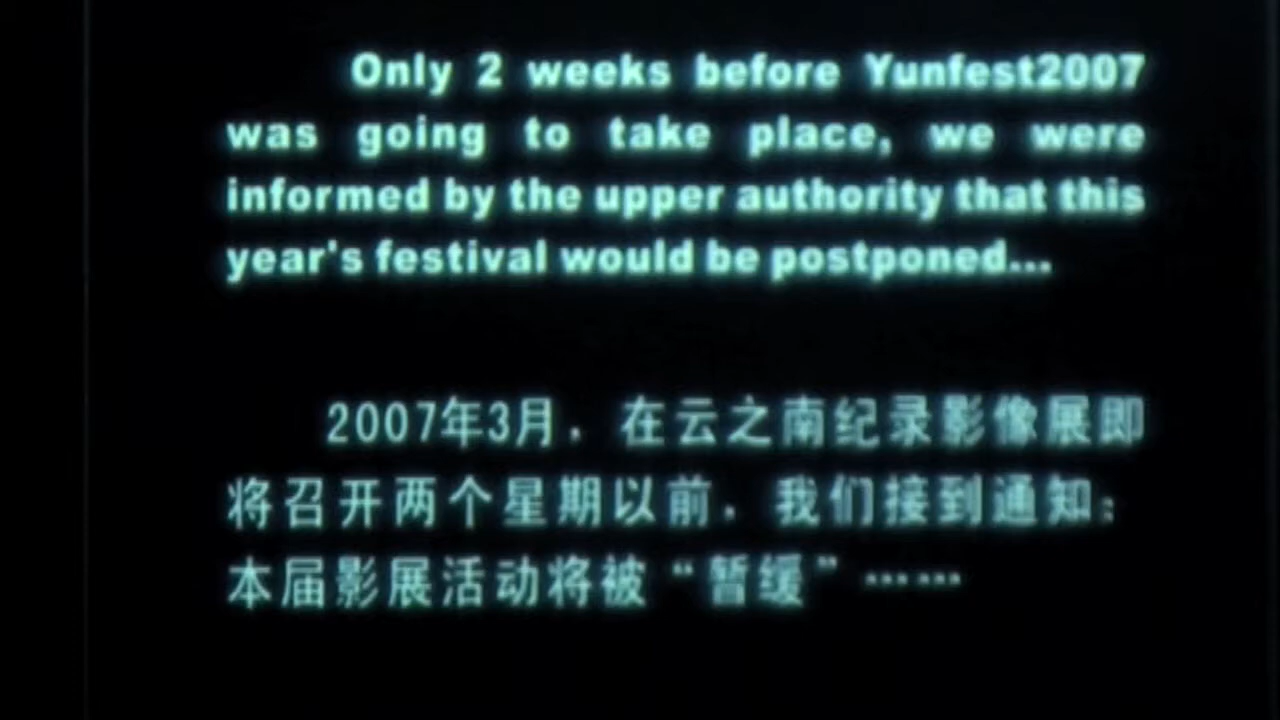 Only 2 weeks before Yunfest2007
was going to take place, we were
informed by the upper authority that this
year's festival would be postponed...
2007年3月，在云之南纪录影像展即
将召开两个星期以前，我们接到通知：
本届影展活动将被“暂缓”……